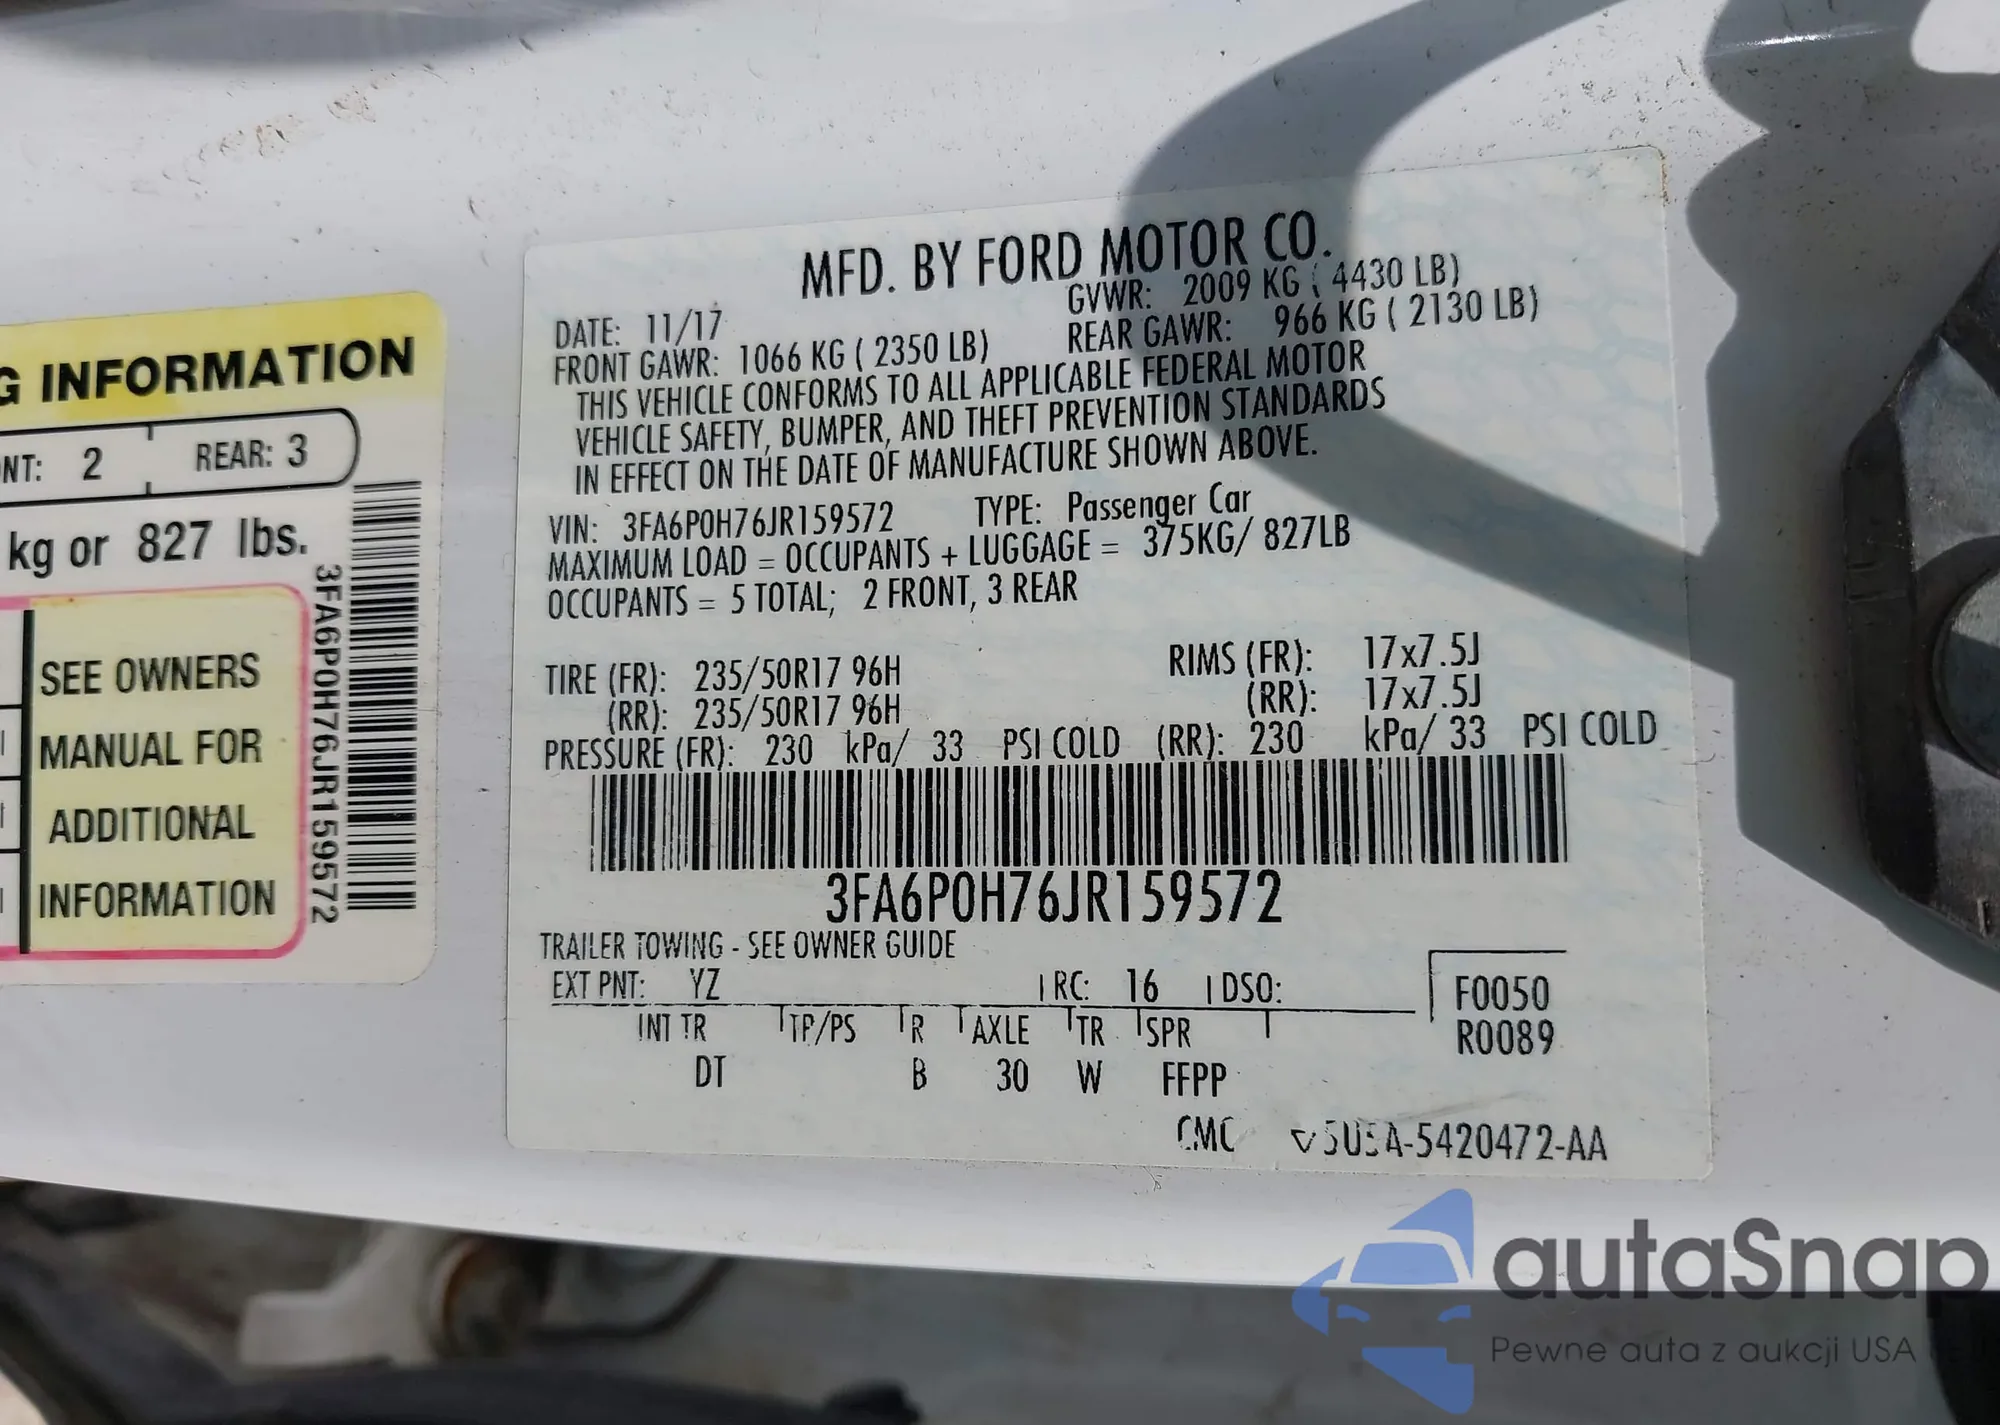 G INFORMATION
NT: 2 REAR: 3
kg or 827 lbs.
SEE OWNERS
MANUAL FOR
ADDITIONAL
INFORMATION
3FA6P0H76JR159572
MFD. BY FORD MOTOR CO.
DATE: 11/17 GVWR: 2009 KG ( 4430 LB)
FRONT GAWR: 1066 KG ( 2350 LB) REAR GAWR: 966 KG ( 2130 LB)
THIS VEHICLE CONFORMS TO ALL APPLICABLE FEDERAL MOTOR
VEHICLE SAFETY, BUMPER, AND THEFT PREVENTION STANDARDS
IN EFFECT ON THE DATE OF MANUFACTURE SHOWN ABOVE.
VIN: 3FA6P0H76JR159572 TYPE: Passenger Car
MAXIMUM LOAD = OCCUPANTS + LUGGAGE = 375KG/ 827LB
OCCUPANTS = 5 TOTAL; 2 FRONT, 3 REAR
TIRE (FR): 235/50R17 96H RIMS (FR): 17x7.5J
(RR): 235/50R17 96H (RR): 17x7.5J
PRESSURE (FR): 230 kPa/ 33 PSI COLD (RR): 230 kPa/ 33 PSI COLD
3FA6P0H76JR159572
TRAILER TOWING - SEE OWNER GUIDE
EXT PNT: YZ RC: 16 DSO: F0050
INT TR TP/PS R AXLE TR SPR R0089
DT B 30 W FFPP
CMC 5420472-AA
autaSnap
Pewne auta z aukcji USA